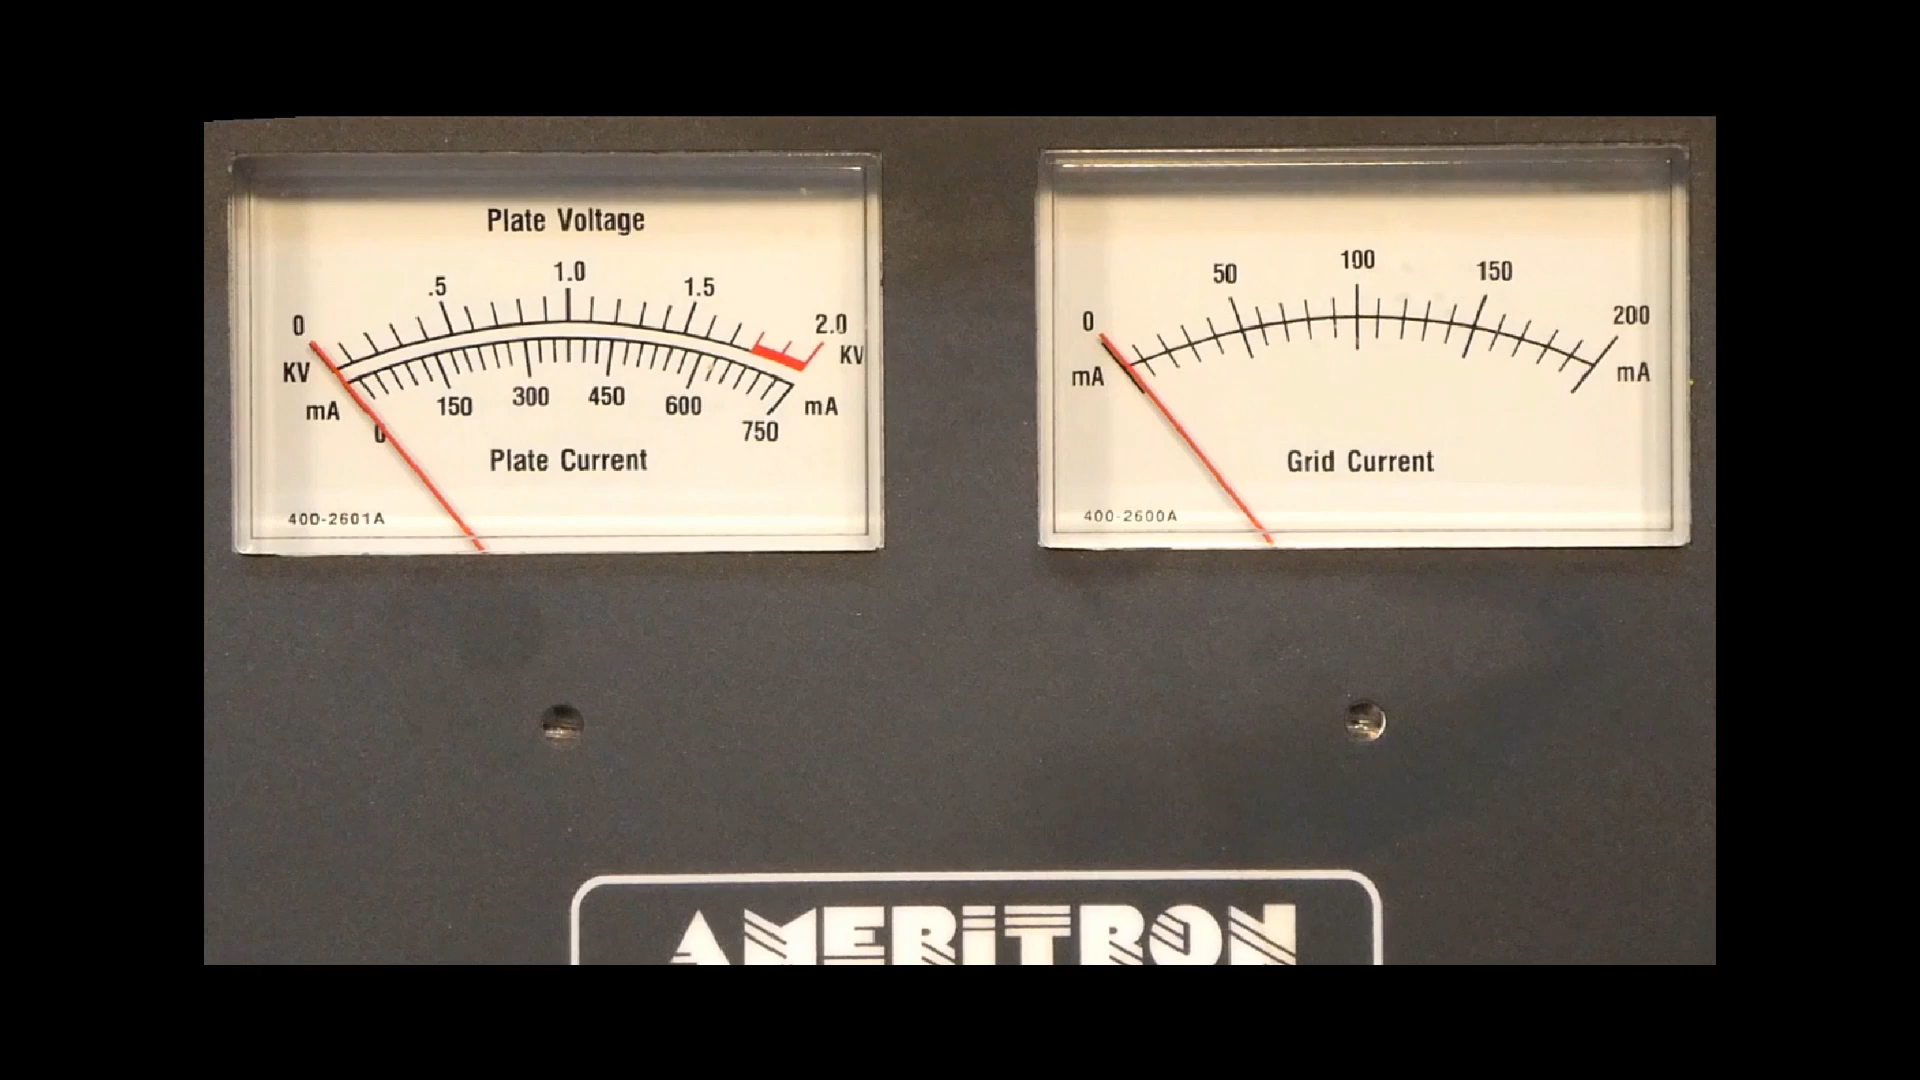 Plate Voltage
0 .5 1.0 1.5 2.0
KV KV
mA mA
0 150 300 450 600 750
Plate Current
400-2601A
0 50 100 150 200
mA mA
Grid Current
400-2600A
AMERITRON